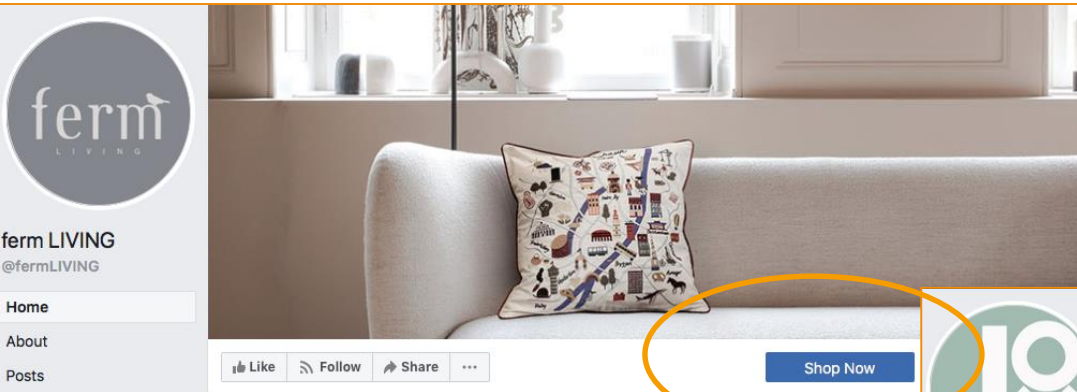 ferm
LIVING
ferm LIVING
@fermLIVING
Home
About
Posts
Like
Follow
Share
Shop Now